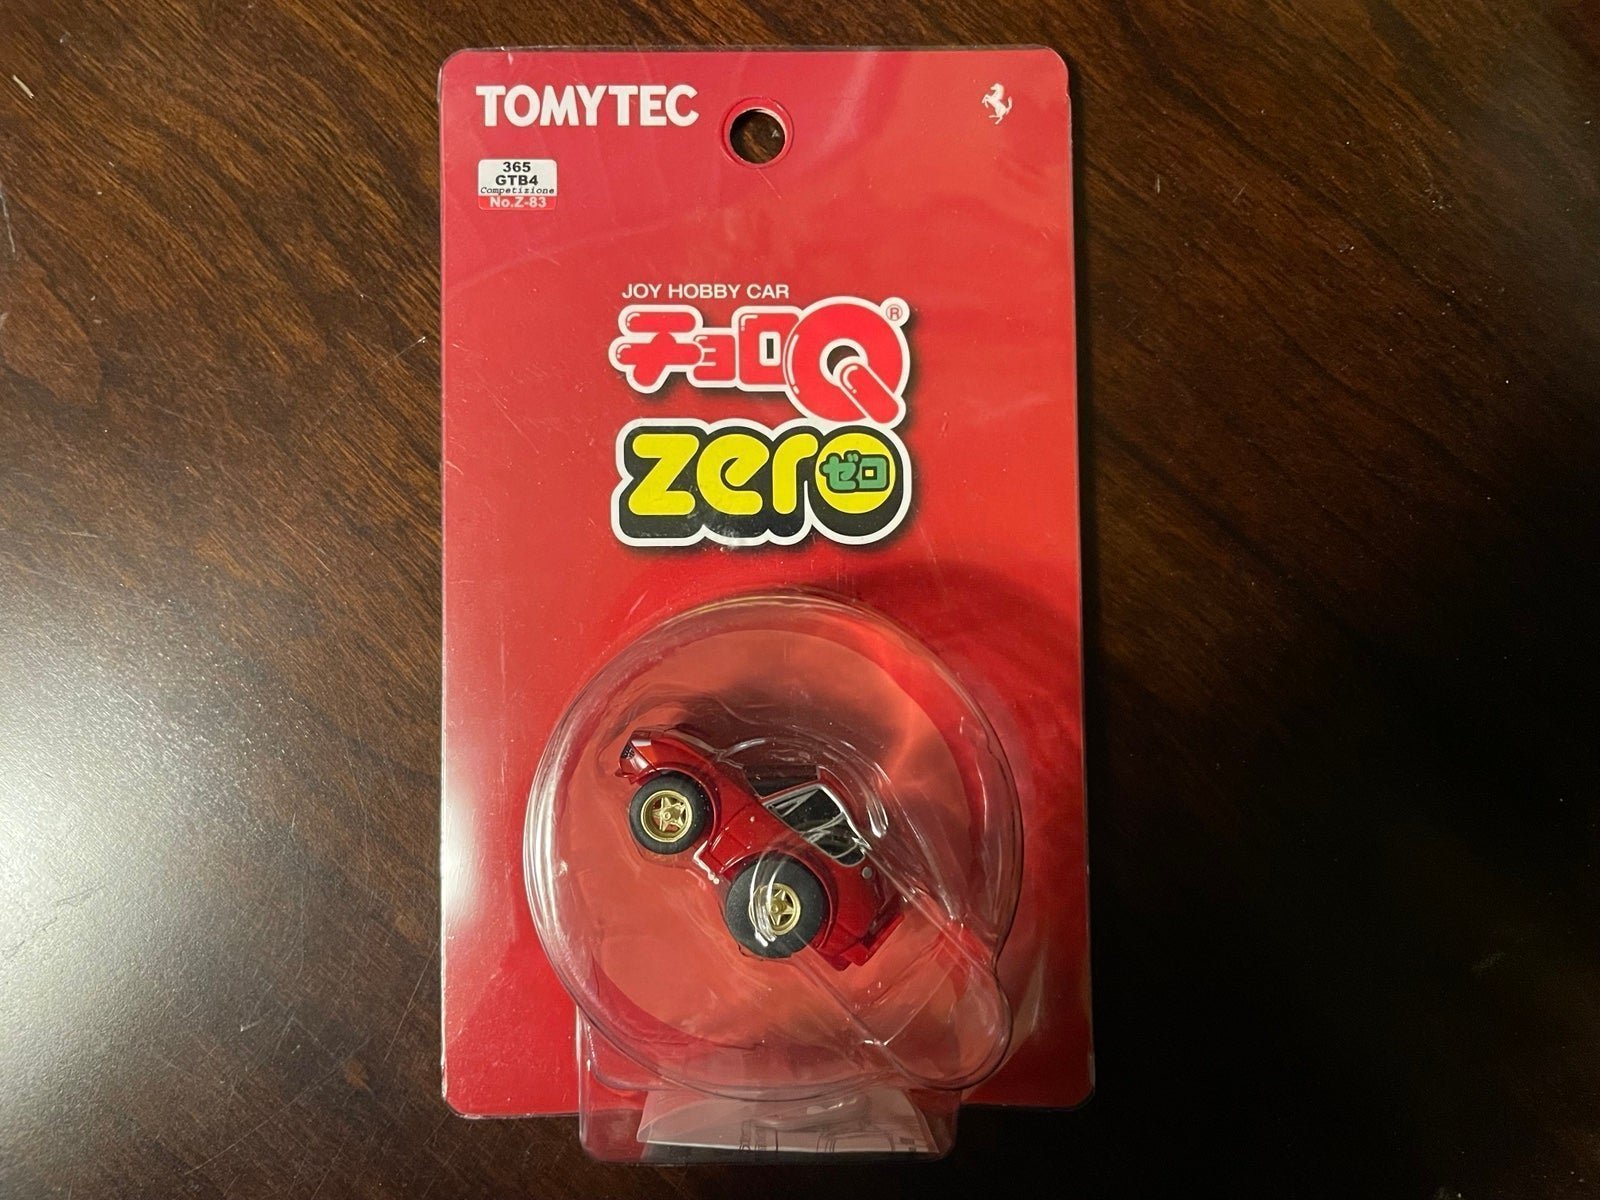 TOMYTEC
365
GTB4
Competizione
No.Z-83
JOY HOBBY CAR
チョロQ®
zero
ゼロ